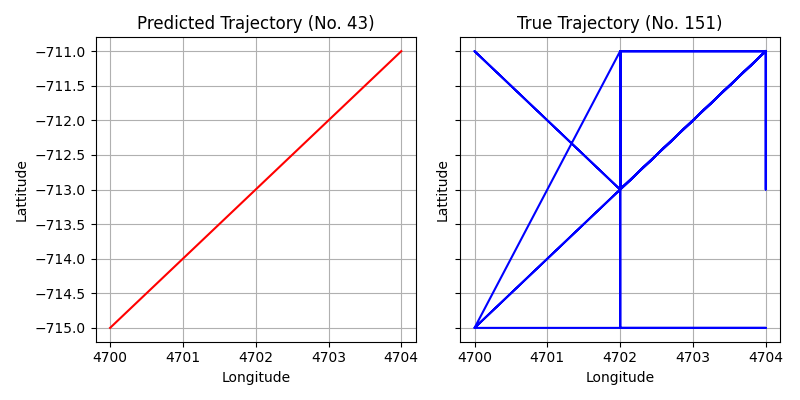 Predicted Trajectory (No. 43)
True Trajectory (No. 151)
−711.0
−711.5
−712.0
−712.5
−713.0
−713.5
−714.0
−714.5
−715.0
Lattitude
Lattitude
4700 4701 4702 4703 4704
4700 4701 4702 4703 4704
Longitude
Longitude